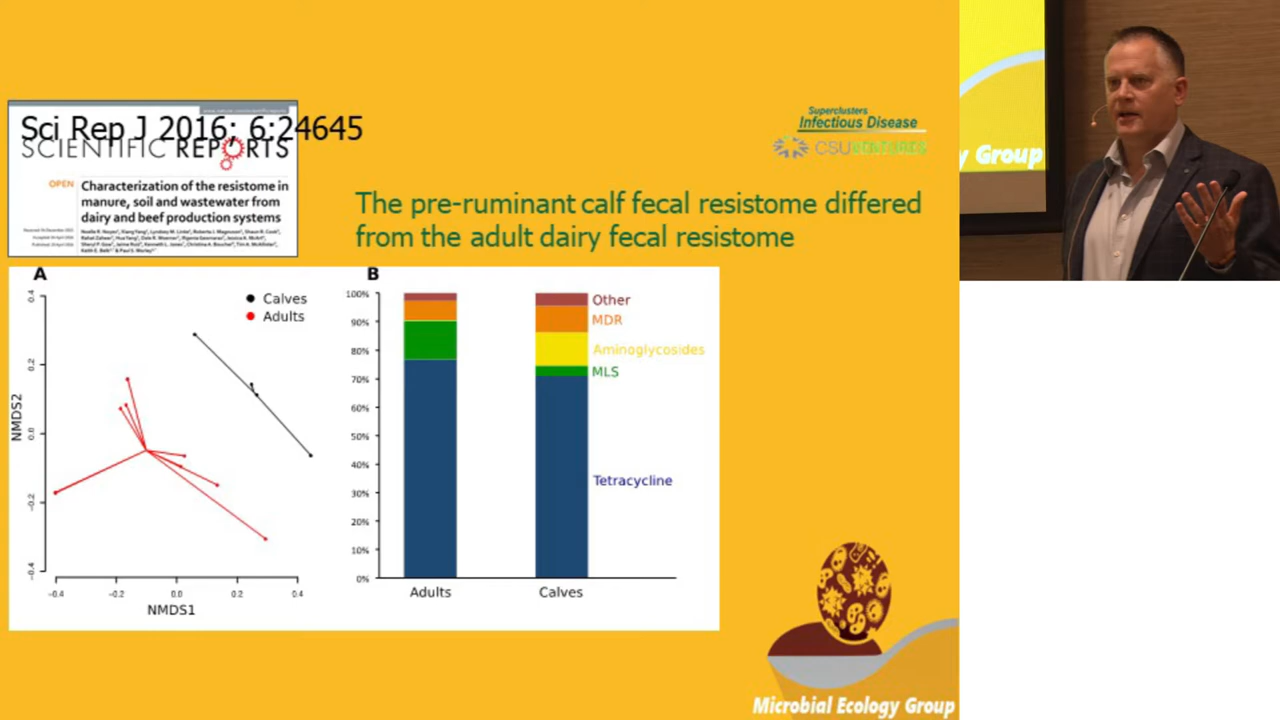 Sci Rep J 2016; 6:24645
SCIENTIFIC REPORTS
OPEN
Characterization of the resistome in
manure, soil and wastewater from
dairy and beef production systems
Superclusters
Infectious Disease
CSUVENTURES
The pre-ruminant calf fecal resistome differed
from the adult dairy fecal resistome
A
Calves
Adults
0.4
0.2
0.0
-0.2
-0.4
NMDS2
-0.4 -0.2 0.0 0.2 0.4
NMDS1
B
100%
90%
80%
70%
60%
50%
40%
30%
20%
10%
0%
Other
MDR
Aminoglycosides
MLS
Tetracycline
Adults Calves
Microbial Ecology Group
y Group